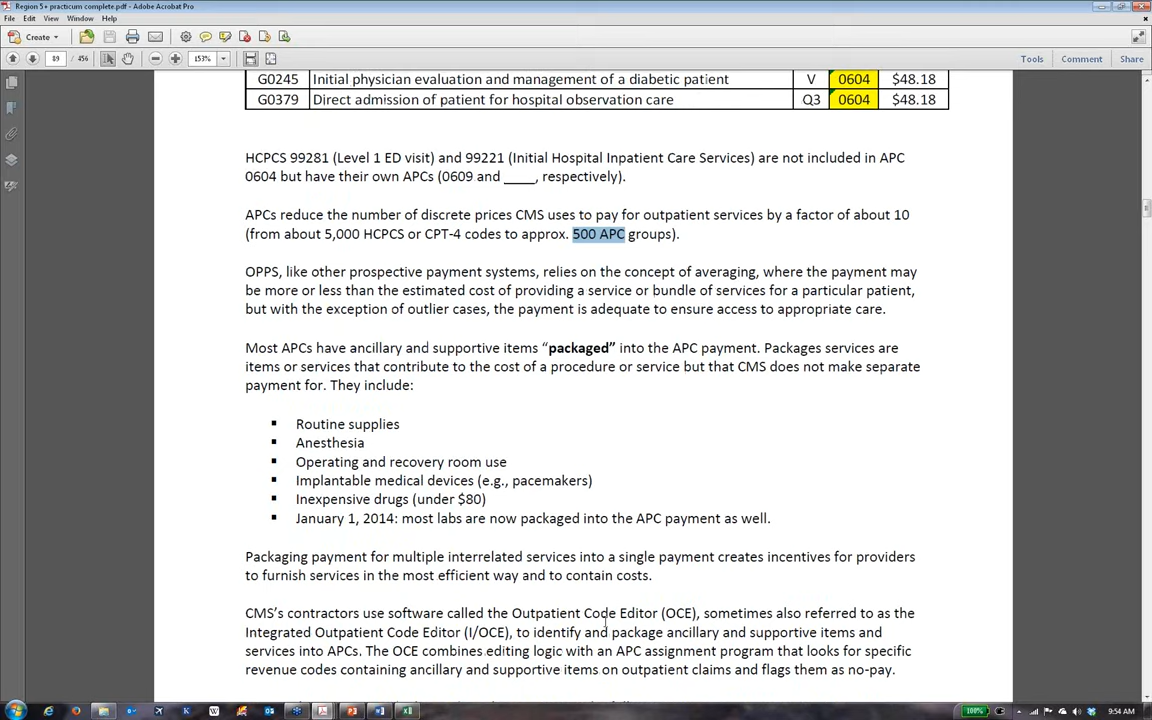 Region 5+ practicum complete.pdf - Adobe Acrobat Pro
File Edit View Window Help
Create
89 / 456 153% Tools Comment Share
G0245 Initial physician evaluation and management of a diabetic patient V 0604 $48.18
G0379 Direct admission of patient for hospital observation care Q3 0604 $48.18
HCPCS 99281 (Level 1 ED visit) and 99221 (Initial Hospital Inpatient Care Services) are not included in APC
0604 but have their own APCs (0609 and ____, respectively).
APCs reduce the number of discrete prices CMS uses to pay for outpatient services by a factor of about 10
(from about 5,000 HCPCS or CPT-4 codes to approx. 500 APC groups).
OPPS, like other prospective payment systems, relies on the concept of averaging, where the payment may
be more or less than the estimated cost of providing a service or bundle of services for a particular patient,
but with the exception of outlier cases, the payment is adequate to ensure access to appropriate care.
Most APCs have ancillary and supportive items “packaged” into the APC payment. Packages services are
items or services that contribute to the cost of a procedure or service but that CMS does not make separate
payment for. They include:
▪ Routine supplies
▪ Anesthesia
▪ Operating and recovery room use
▪ Implantable medical devices (e.g., pacemakers)
▪ Inexpensive drugs (under $80)
▪ January 1, 2014: most labs are now packaged into the APC payment as well.
Packaging payment for multiple interrelated services into a single payment creates incentives for providers
to furnish services in the most efficient way and to contain costs.
CMS’s contractors use software called the Outpatient Code Editor (OCE), sometimes also referred to as the
Integrated Outpatient Code Editor (I/OCE), to identify and package ancillary and supportive items and
services into APCs. The OCE combines editing logic with an APC assignment program that looks for specific
revenue codes containing ancillary and supportive items on outpatient claims and flags them as no-pay.
100% 9:54 AM